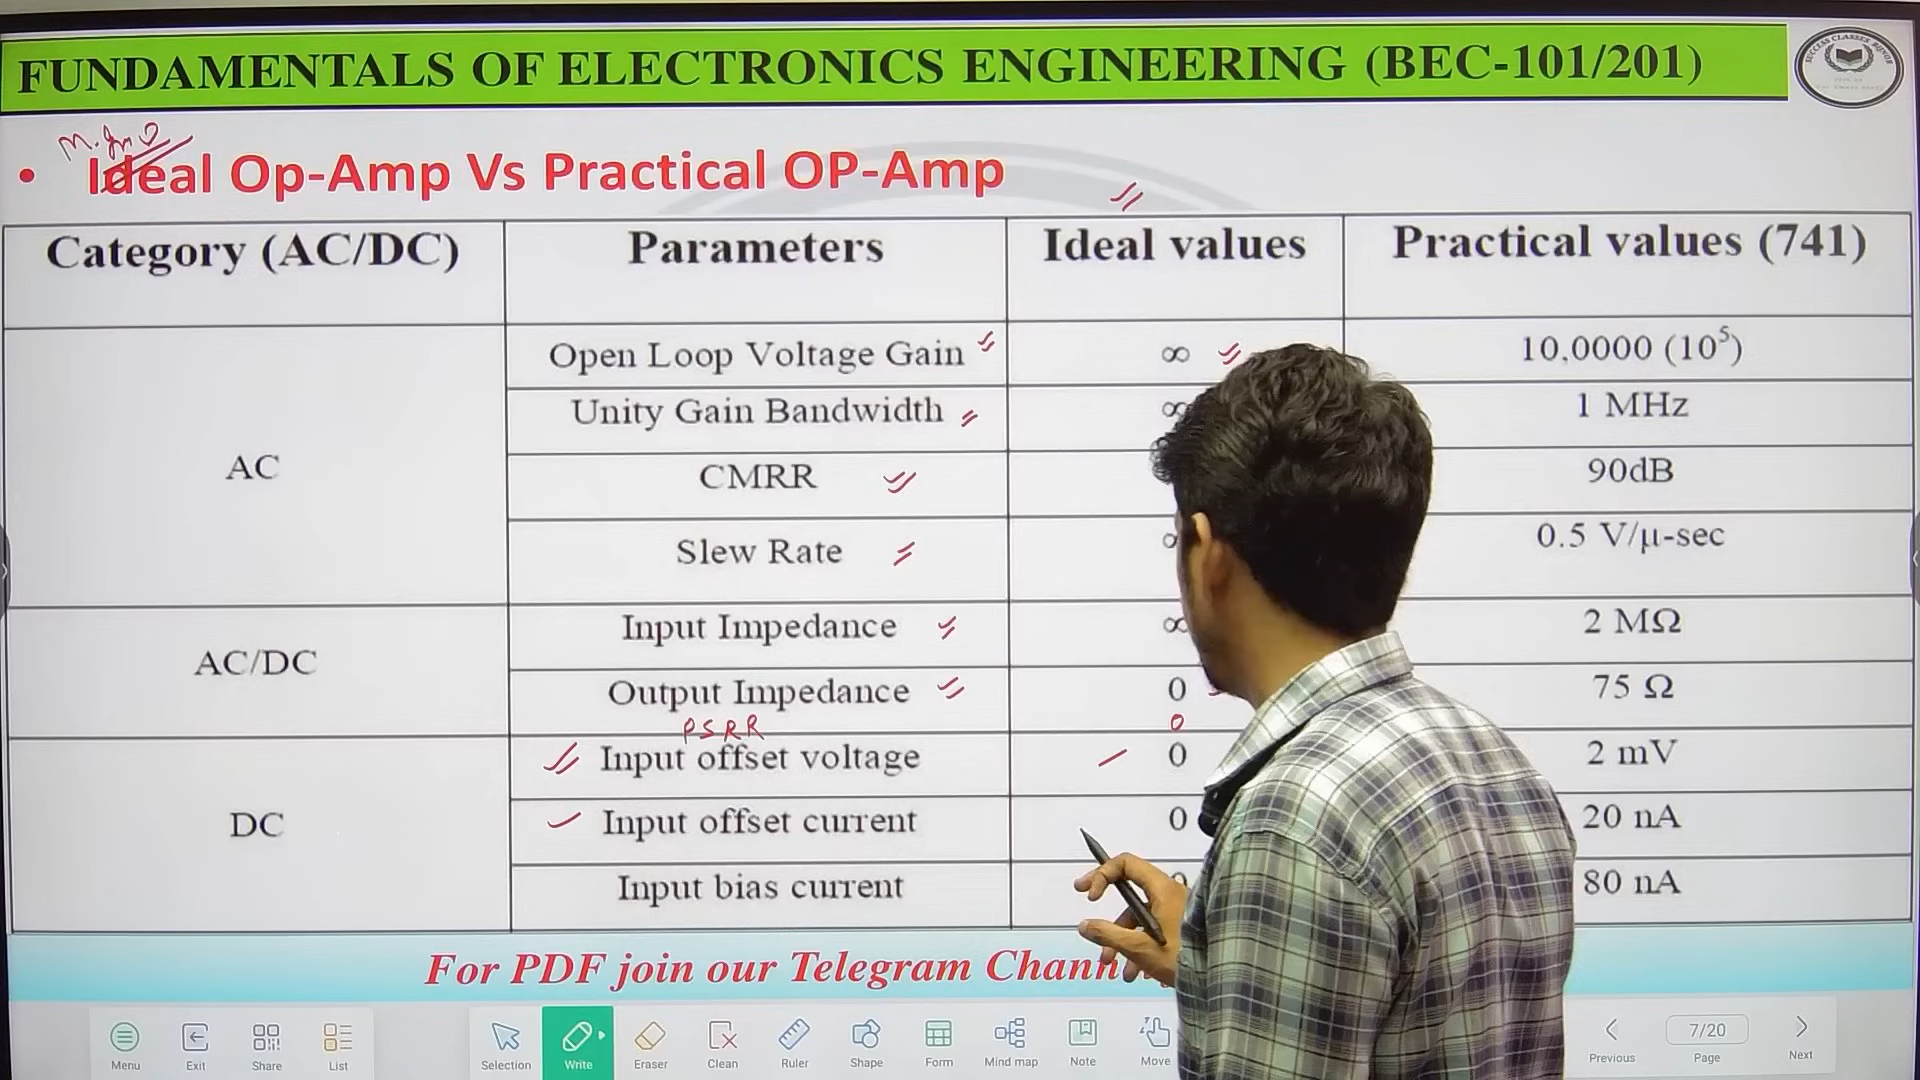 FUNDAMENTALS OF ELECTRONICS ENGINEERING (BEC-101/201)
SUCCESS CLASSES BIJNOR
• Ideal Op-Amp Vs Practical OP-Amp
Category (AC/DC) Parameters Ideal values Practical values (741)
AC
Open Loop Voltage Gain ∞ 10,0000 (10⁵)
Unity Gain Bandwidth ∞ 1 MHz
CMRR 90dB
Slew Rate 0.5 V/µ-sec
AC/DC
Input Impedance ∞ 2 MΩ
Output Impedance 0 75 Ω
PSRR 0
DC
Input offset voltage 0 2 mV
Input offset current 0 20 nA
Input bias current 80 nA
For PDF join our Telegram
Menu Exit Share List Selection Write Eraser Clean Ruler Shape Form Mind map Note Move Previous 7/20 Page Next